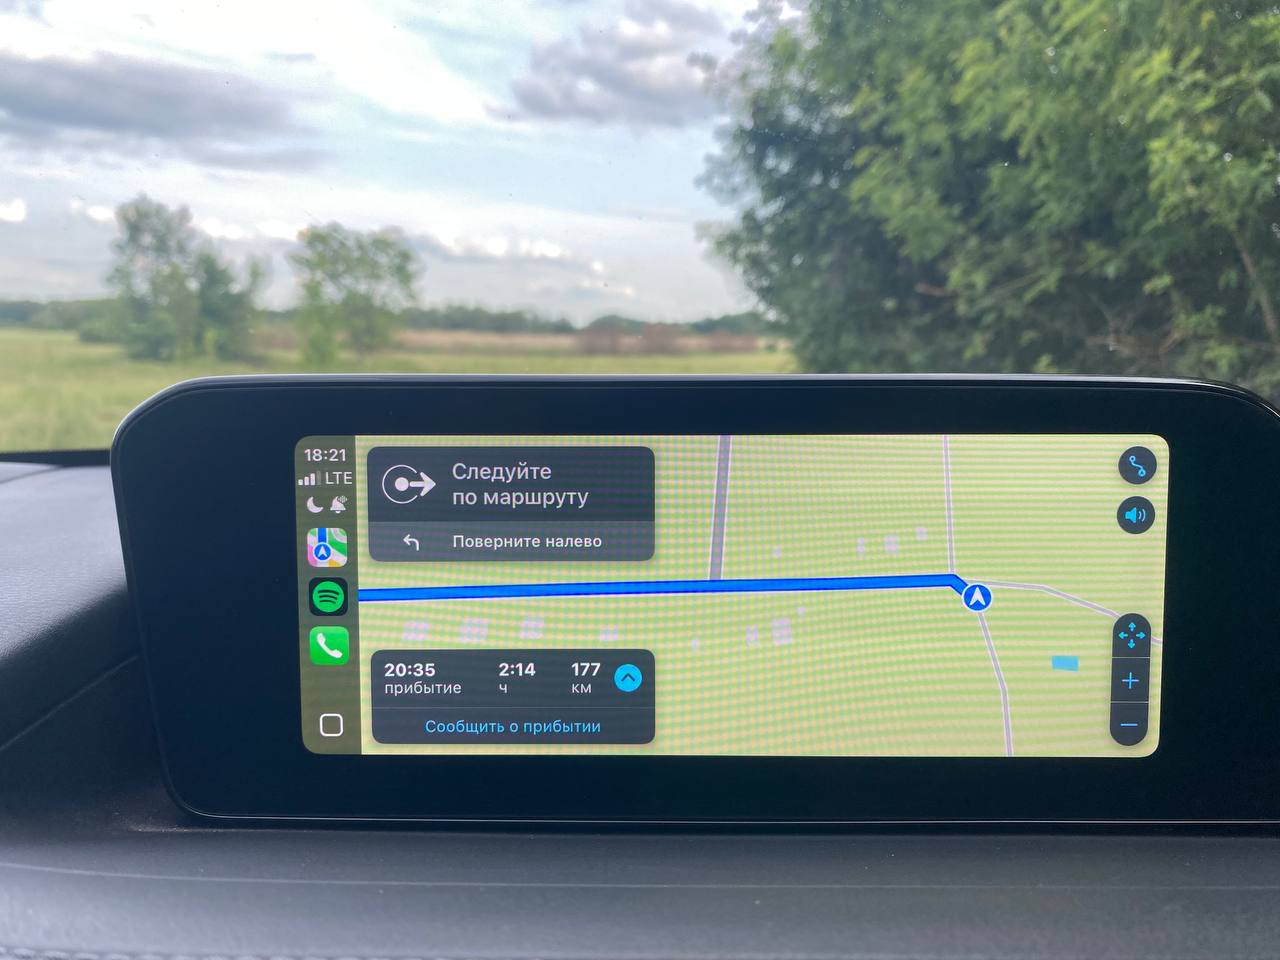 18:21
LTE
Следуйте
по маршруту
Поверните налево
20:35 2:14 177
прибытие ч км
Сообщить о прибытии